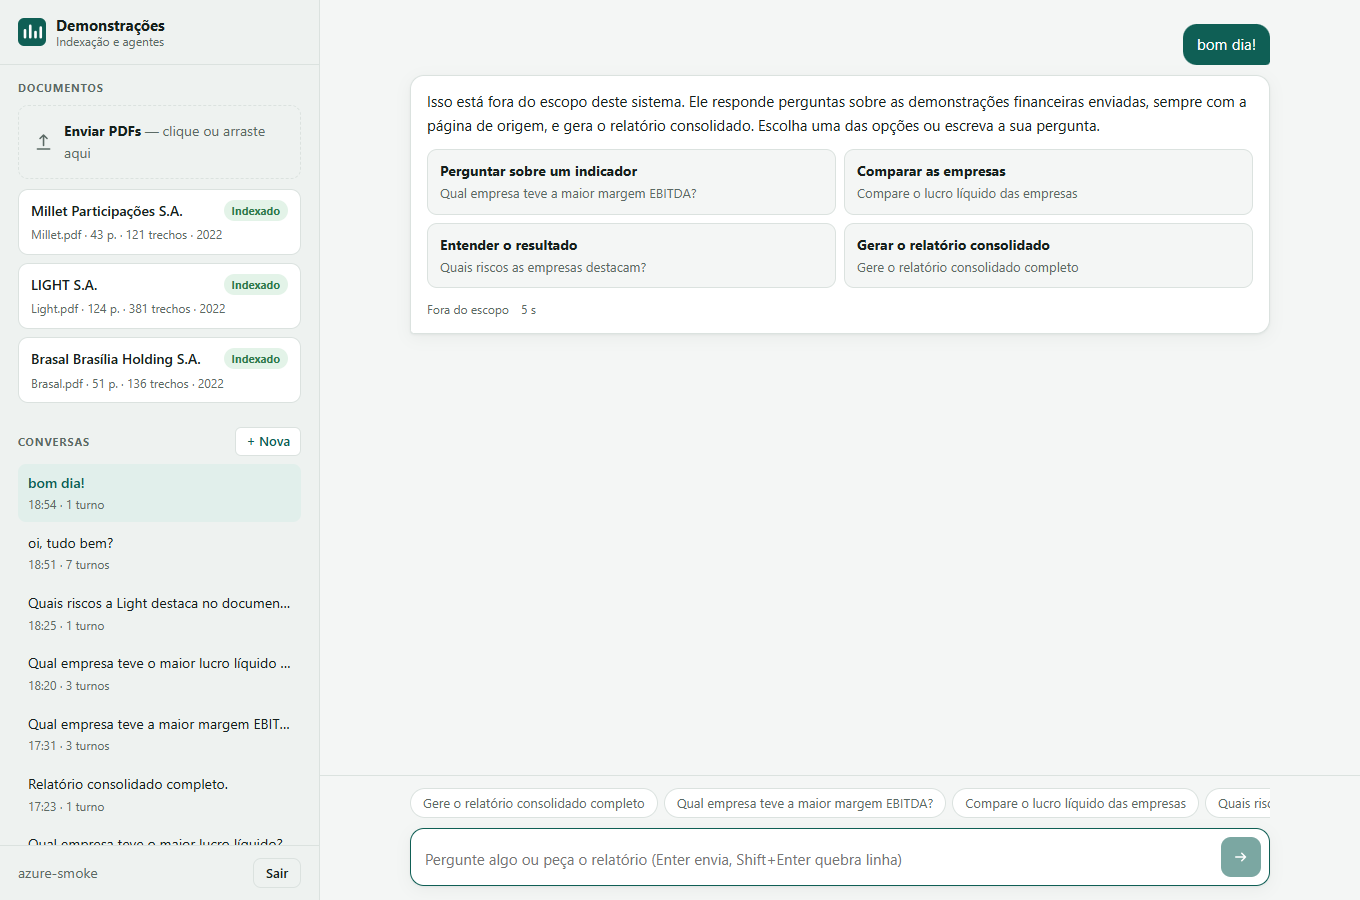 Demonstrações
Indexação e agentes
DOCUMENTOS
Enviar PDFs — clique ou arraste
aqui
Millet Participações S.A.
Indexado
Millet.pdf · 43 p. · 121 trechos · 2022
LIGHT S.A.
Indexado
Light.pdf · 124 p. · 381 trechos · 2022
Brasal Brasília Holding S.A.
Indexado
Brasal.pdf · 51 p. · 136 trechos · 2022
CONVERSAS
+ Nova
bom dia!
18:54 · 1 turno
oi, tudo bem?
18:51 · 7 turnos
Quais riscos a Light destaca no documen...
18:25 · 1 turno
Qual empresa teve o maior lucro líquido ...
18:20 · 3 turnos
Qual empresa teve a maior margem EBIT...
17:31 · 3 turnos
Relatório consolidado completo.
17:23 · 1 turno
Qual empresa teve o maior lucro líquido?
azure-smoke
Sair
bom dia!
Isso está fora do escopo deste sistema. Ele responde perguntas sobre as demonstrações financeiras enviadas, sempre com a
página de origem, e gera o relatório consolidado. Escolha uma das opções ou escreva a sua pergunta.
Perguntar sobre um indicador
Qual empresa teve a maior margem EBITDA?
Comparar as empresas
Compare o lucro líquido das empresas
Entender o resultado
Quais riscos as empresas destacam?
Gerar o relatório consolidado
Gere o relatório consolidado completo
Fora do escopo 5 s
Gere o relatório consolidado completo
Qual empresa teve a maior margem EBITDA?
Compare o lucro líquido das empresas
Quais risc
Pergunte algo ou peça o relatório (Enter envia, Shift+Enter quebra linha)